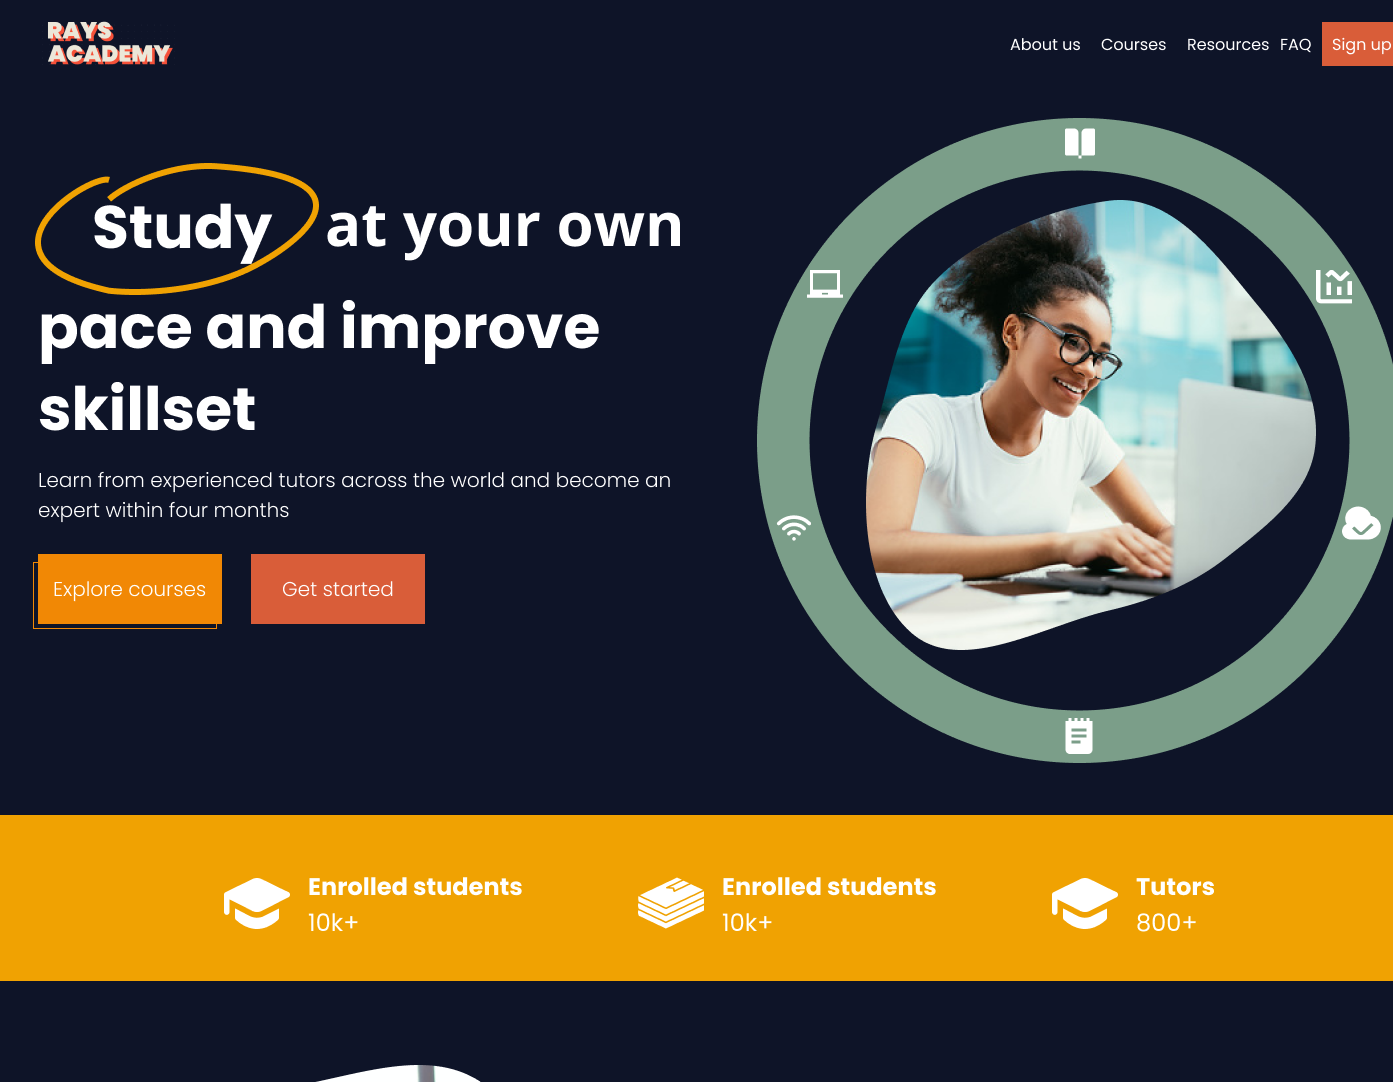 RAYS
ACADEMY
About us Courses Resources FAQ Sign up
Study at your own
pace and improve
skillset
Learn from experienced tutors across the world and become an
expert within four months
Explore courses Get started
Enrolled students
10k+
Enrolled students
10k+
Tutors
800+